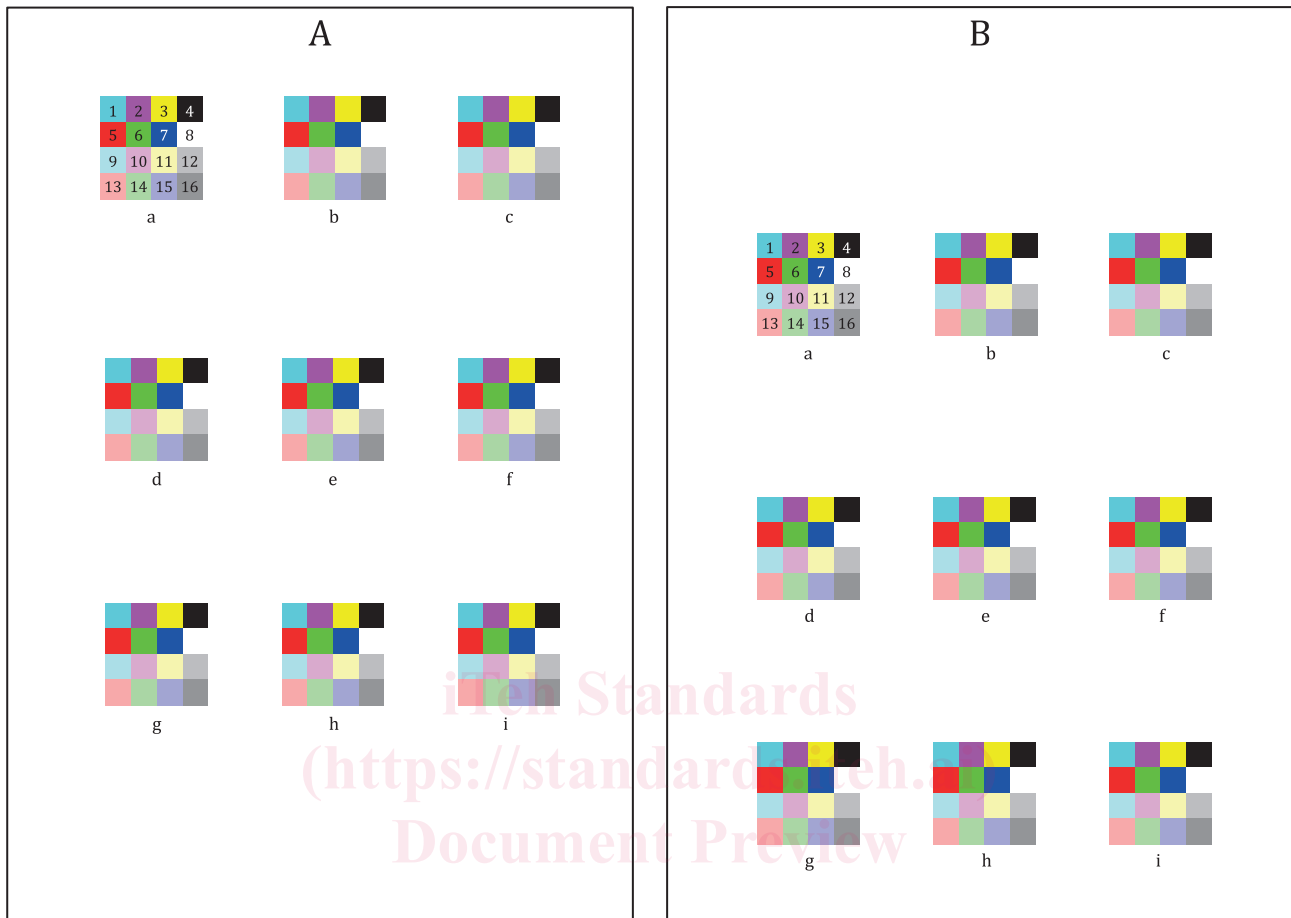 A
1 2 3 4
5 6 7 8
9 10 11 12
13 14 15 16
a b c
d e f
g h i
B
1 2 3 4
5 6 7 8
9 10 11 12
13 14 15 16
a b c
d e f
g h i
iTeh Standards
(https://standards.iteh.ai)
Document Preview